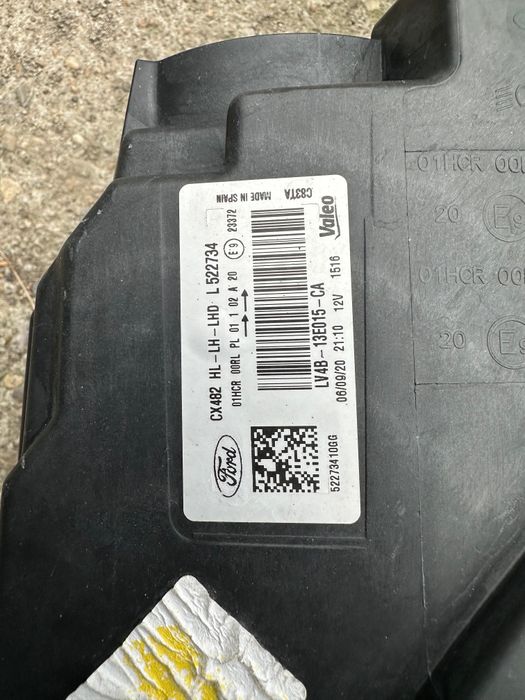 Ford
CX482 HL-LH-LHD L 522734
01HCR 00RL PL 01 1 02 A 20
E9
23372
MADE IN SPAIN
C83TA
LV4B-13E015-CA
06/09/20 21:10 12V 1516
Valeo
52273410GG
01HCR 00
20
01HCR 00
20